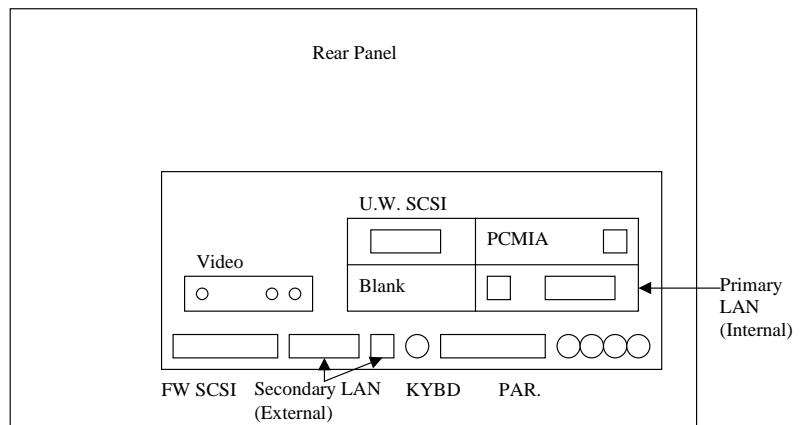 Rear Panel
U.W. SCSI
PCMIA
Video
Blank
Primary
LAN
(Internal)
FW SCSI
Secondary LAN
(External)
KYBD
PAR.